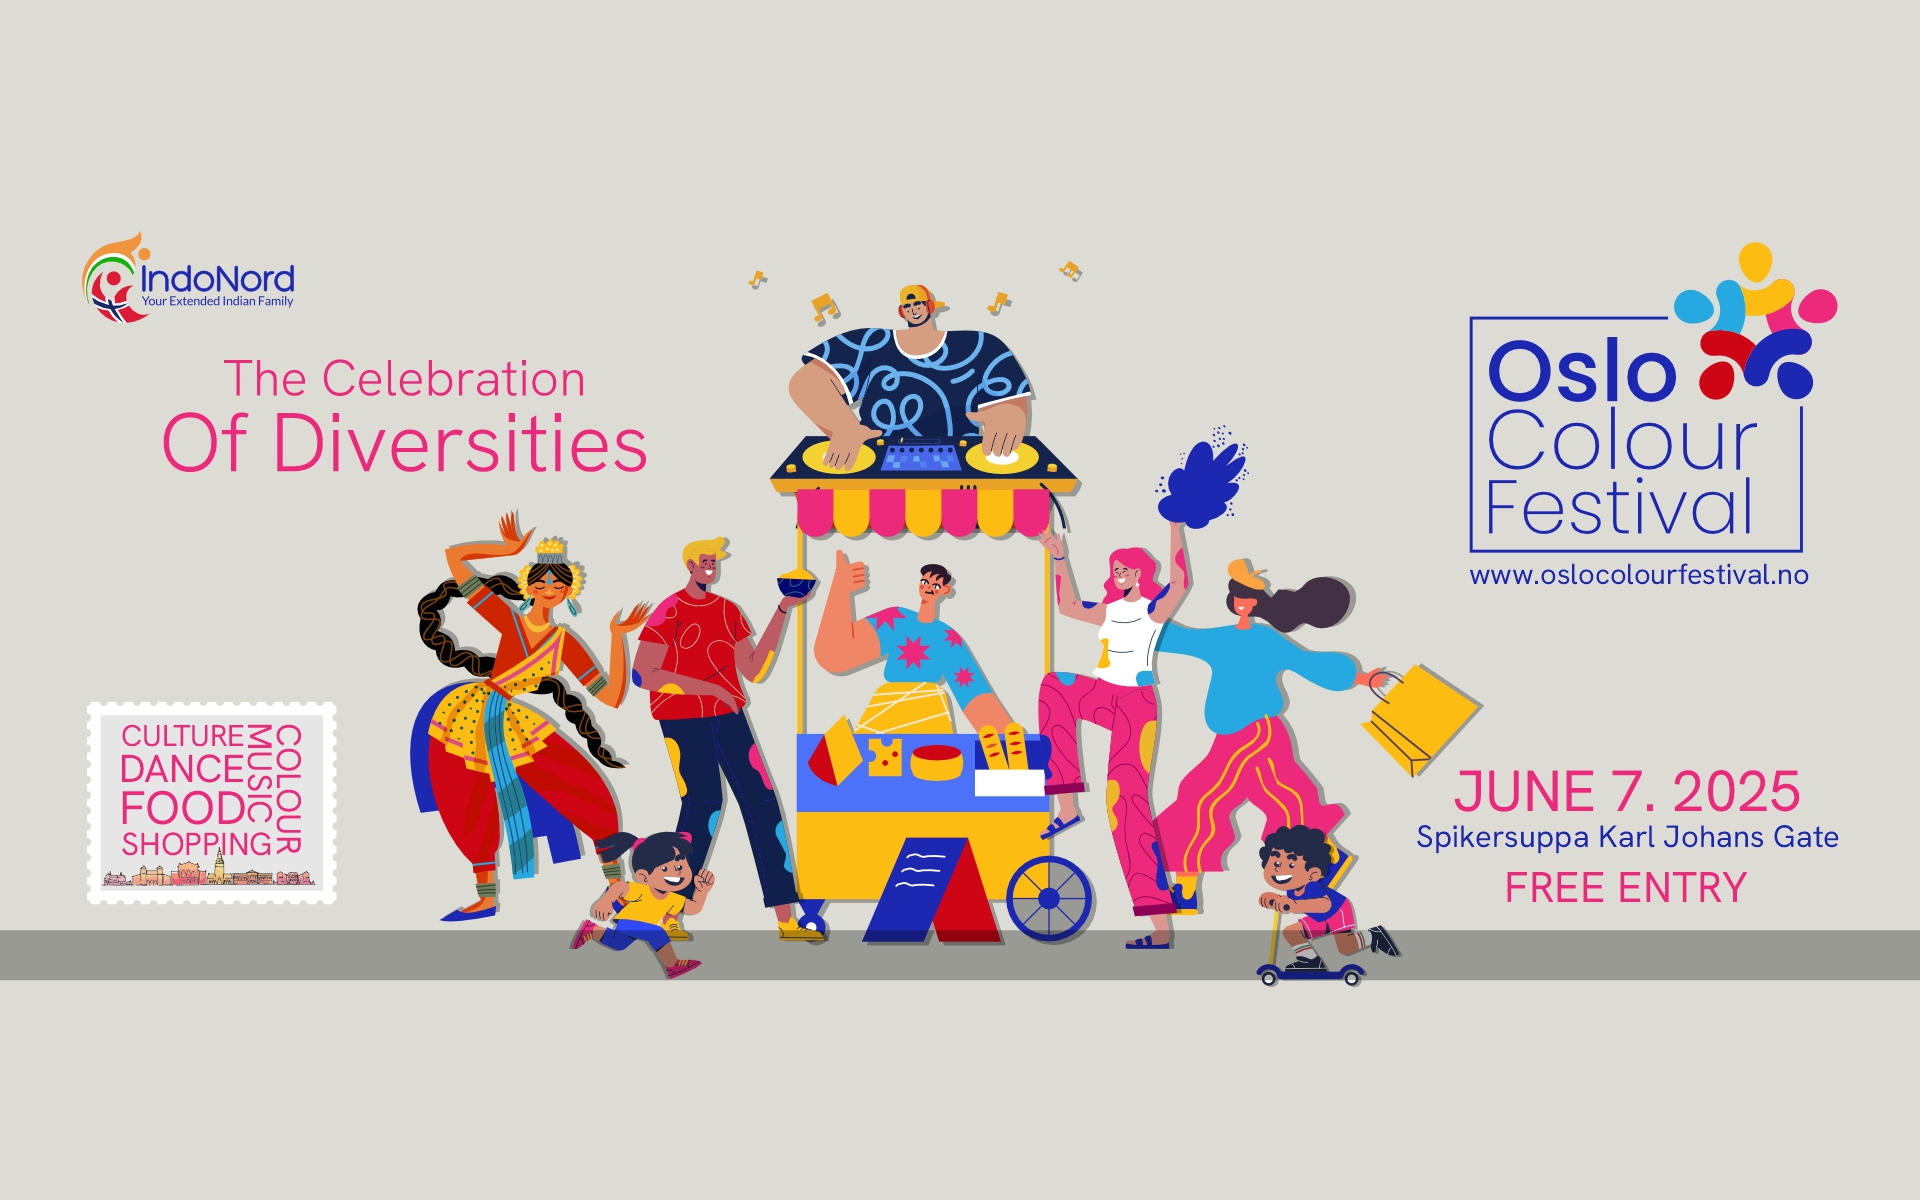 IndoNord
Your Extended Indian Family
The Celebration
Of Diversities
Oslo
Colour
Festival
www.oslocolourfestival.no
CULTURE
DANCE
FOOD
SHOPPING
MUSIC
COLOUR
JUNE 7. 2025
Spikersuppa Karl Johans Gate
FREE ENTRY